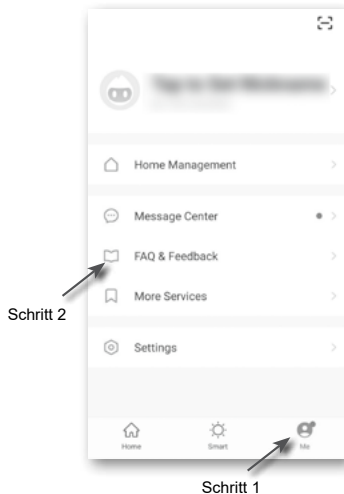 Home Management
Message Center
FAQ & Feedback
More Services
Schritt 2
Settings
Home Smart Me
Schritt 1